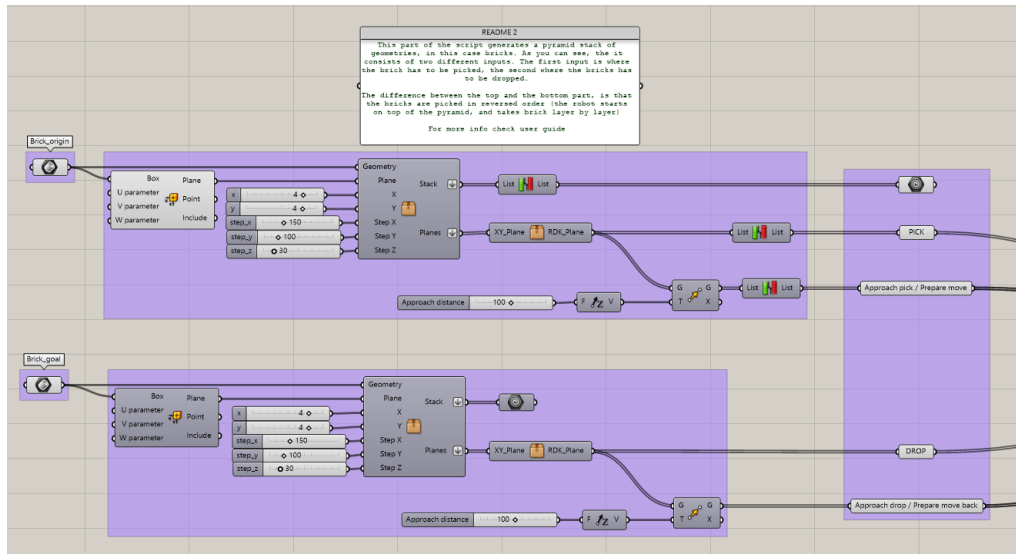 README 2
This part of the script generates a pyramid stack of
geometries, in this case bricks. As you can see, the it
consists of two different inputs. The first input is where
the brick has to be picked, the second where the bricks has
to be dropped.
The difference between the top and the bottom part, is that
the bricks are picked in reversed order (the robot starts
on top of the pyramid, and takes brick layer by layer)
For more info check user guide
Brick_origin
Box
U parameter
V parameter
W parameter
Plane
Point
Include
x 4
y 4
step_x 150
step_y 100
step_z 30
Geometry
Plane
X
Y
Step X
Step Y
Step Z
Stack
Planes
List List
XY_Plane RDK_Plane
List List
PICK
Approach distance 100
F V
G G
T X
List List
Approach pick / Prepare move
Brick_goal
Box
U parameter
V parameter
W parameter
Plane
Point
Include
x 4
y 4
step_x 150
step_y 100
step_z 30
Geometry
Plane
X
Y
Step X
Step Y
Step Z
Stack
Planes
XY_Plane RDK_Plane
DROP
Approach distance 100
F V
G G
T X
Approach drop / Prepare move back